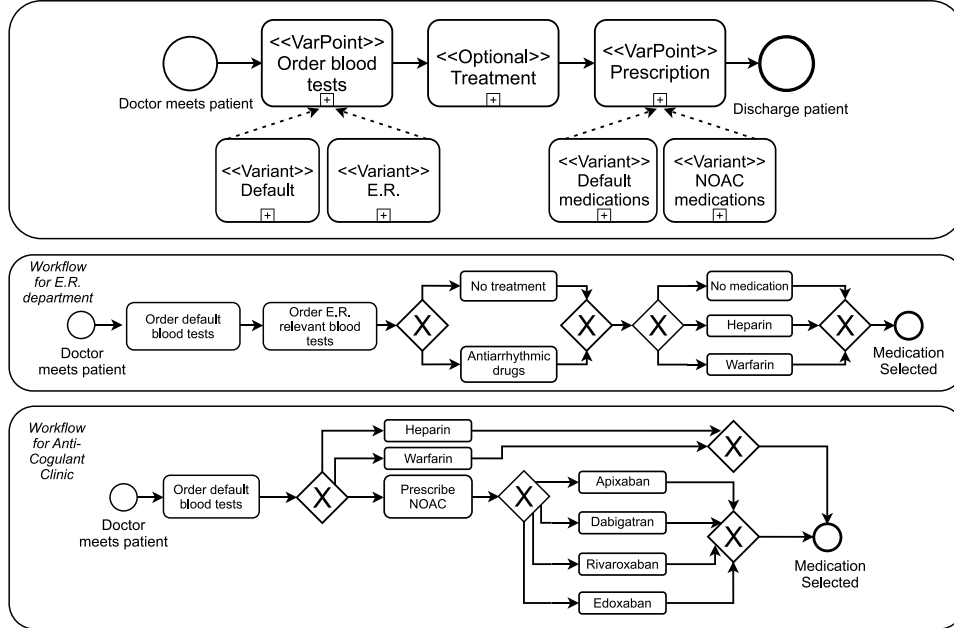 <<VarPoint>>
Order blood
tests
<<Optional>>
Treatment
<<VarPoint>>
Prescription
Doctor meets patient
Discharge patient
<<Variant>>
Default
<<Variant>>
E.R.
<<Variant>>
Default
medications
<<Variant>>
NOAC
medications
Workflow
for E.R.
department
Doctor
meets patient
Order default
blood tests
Order E.R.
relevant blood
tests
X
No treatment
Antiarrhythmic
drugs
X
X
No medication
Heparin
Warfarin
X
Medication
Selected
Workflow
for Anti-
Cogulant
Clinic
Doctor
meets patient
Order default
blood tests
X
Heparin
Warfarin
Prescribe
NOAC
X
X
Apixaban
Dabigatran
Rivaroxaban
Edoxaban
X
Medication
Selected